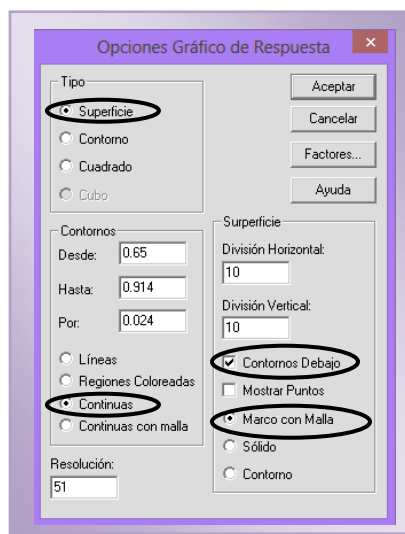 Opciones Gráfico de Respuesta
Tipo
Superficie
Contorno
Cuadrado
Cubo
Aceptar
Cancelar
Factores...
Ayuda
Contornos
Desde: 0.65
Hasta: 0.914
Por: 0.024
Líneas
Regiones Coloreadas
Continuas
Continuas con malla
Resolución:
51
Surperficie
División Horizontal:
10
División Vertical:
10
Contornos Debajo
Mostrar Puntos
Marco con Malla
Sólido
Contorno